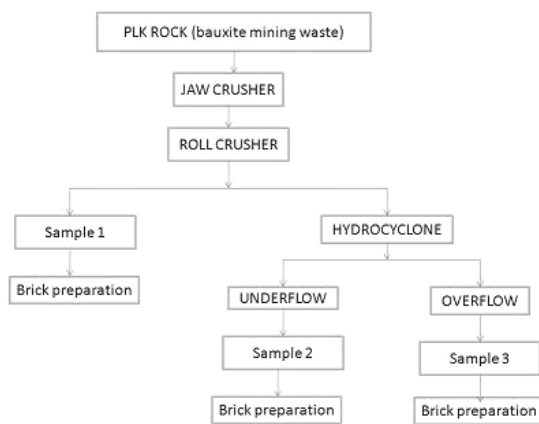 PLK ROCK (bauxite mining waste)
JAW CRUSHER
ROLL CRUSHER
Sample 1
HYDROCYCLONE
Brick preparation
UNDERFLOW
OVERFLOW
Sample 2
Sample 3
Brick preparation
Brick preparation